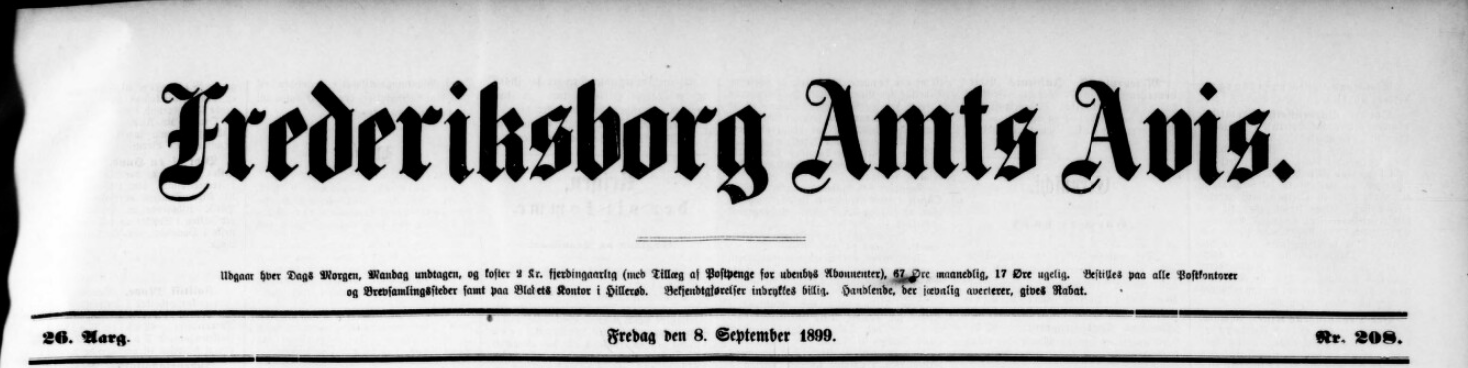 Frederiksborg Amts Avis.
Udgaar hver Dags Morgen, Mandag undtagen, og koster 2 Kr. fjerdingaarlig (med Tillæg af Postpenge for udenbys Abonnenter), 67 Øre maanedlig, 17 Øre ugelig. Bestilles paa alle Postkontorer
og Brevsamlingssteder samt paa Bladets Kontor i Hillerød. Bekjendtgjørelser indrykkes billig. Handlende, der jævnlig averterer, gives Rabat.
26. Aarg. Fredag den 8. September 1899. Nr. 208.